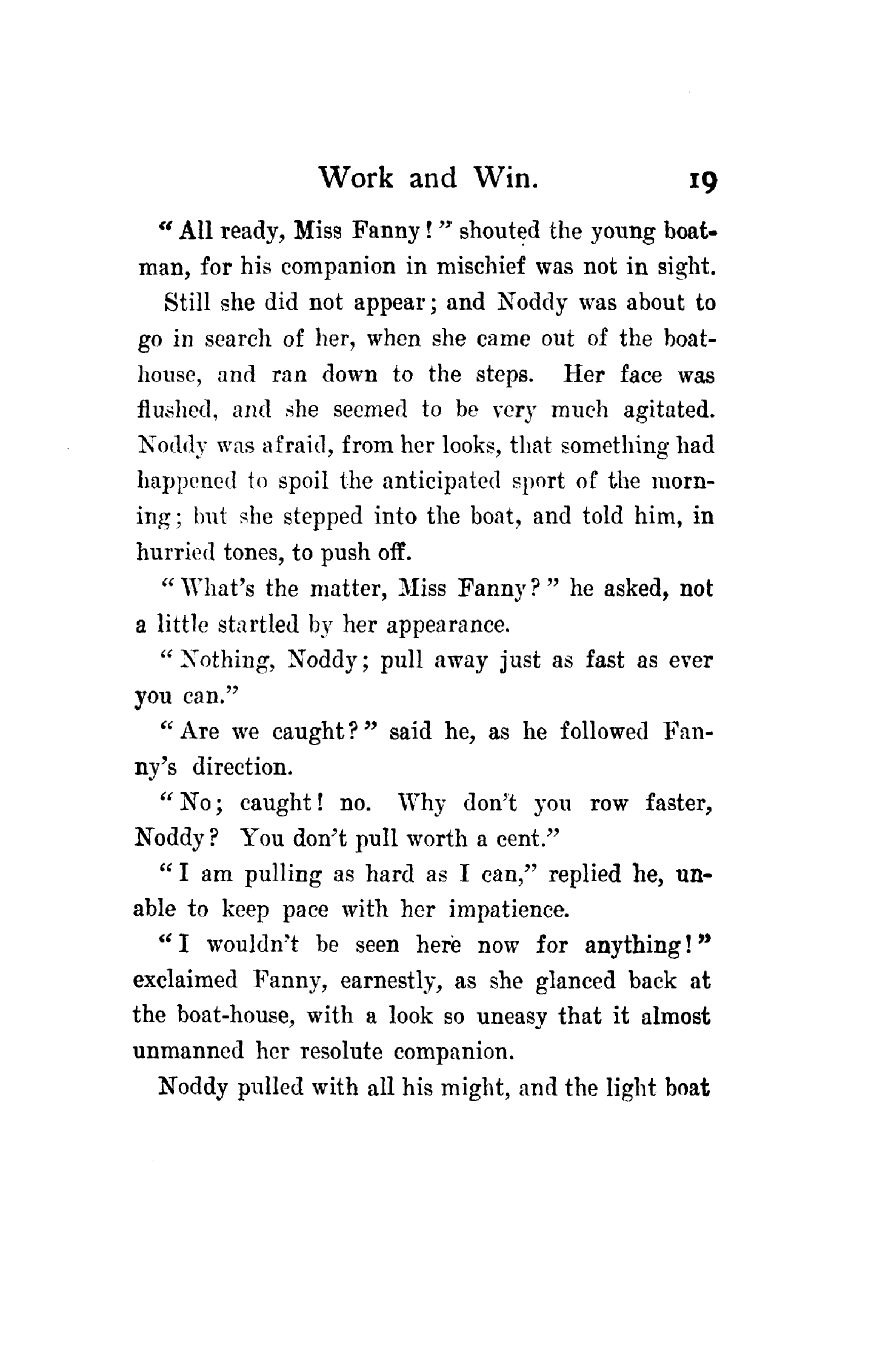 Work and Win. 19
“ All ready, Miss Fanny ! ” shouted the young boat-
man, for his companion in mischief was not in sight.
Still she did not appear ; and Noddy was about to
go in search of her, when she came out of the boat-
house, and ran down to the steps. Her face was
flushed, and she seemed to be very much agitated.
Noddy was afraid, from her looks, that something had
happened to spoil the anticipated sport of the morn-
ing ; but she stepped into the boat, and told him, in
hurried tones, to push off.
“ What’s the matter, Miss Fanny ? ” he asked, not
a little startled by her appearance.
“ Nothing, Noddy ; pull away just as fast as ever
you can.”
“ Are we caught ? ” said he, as he followed Fan-
ny’s direction.
“ No ; caught ! no. Why don’t you row faster,
Noddy ? You don’t pull worth a cent.”
“ I am pulling as hard as I can,” replied he, un-
able to keep pace with her impatience.
“ I wouldn’t be seen here now for anything ! ”
exclaimed Fanny, earnestly, as she glanced back at
the boat-house, with a look so uneasy that it almost
unmanned her resolute companion.
Noddy pulled with all his might, and the light boat